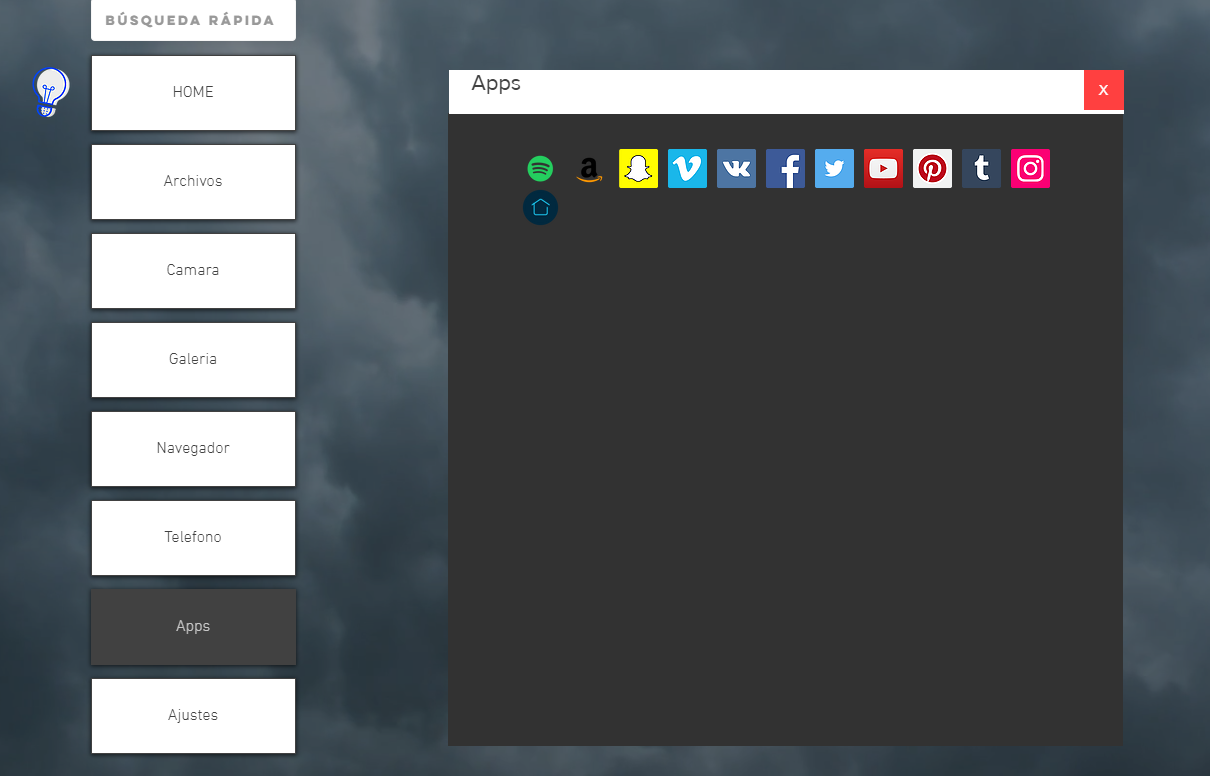 BÚSQUEDA RÁPIDA
HOME
Archivos
Camara
Galeria
Navegador
Telefono
Apps
Ajustes
Apps
x